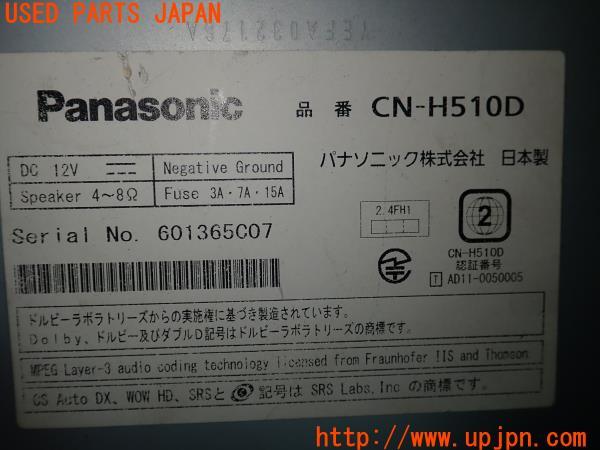 USED PARTS JAPAN
Panasonic 品番 CN-H510D
パナソニック株式会社 日本製
DC 12V Negative Ground
Speaker 4～8Ω Fuse 3A・7A・15A
Serial No. 601365C07
2.4FH1
2
CN-H510D
認証番号
T AD11-0050005
ドルビーラボラトリーズからの実施権に基づき製造されています。
Dolby、ドルビー及びダブルD記号はドルビーラボラトリーズの商標です。
MPEG Layer-3 audio coding technology licensed from Fraunhofer IIS and Thomson.
CS Auto DX、WOW HD、SRSと 記号は SRS Labs,Inc の商標です。
http://www.upjpn.com